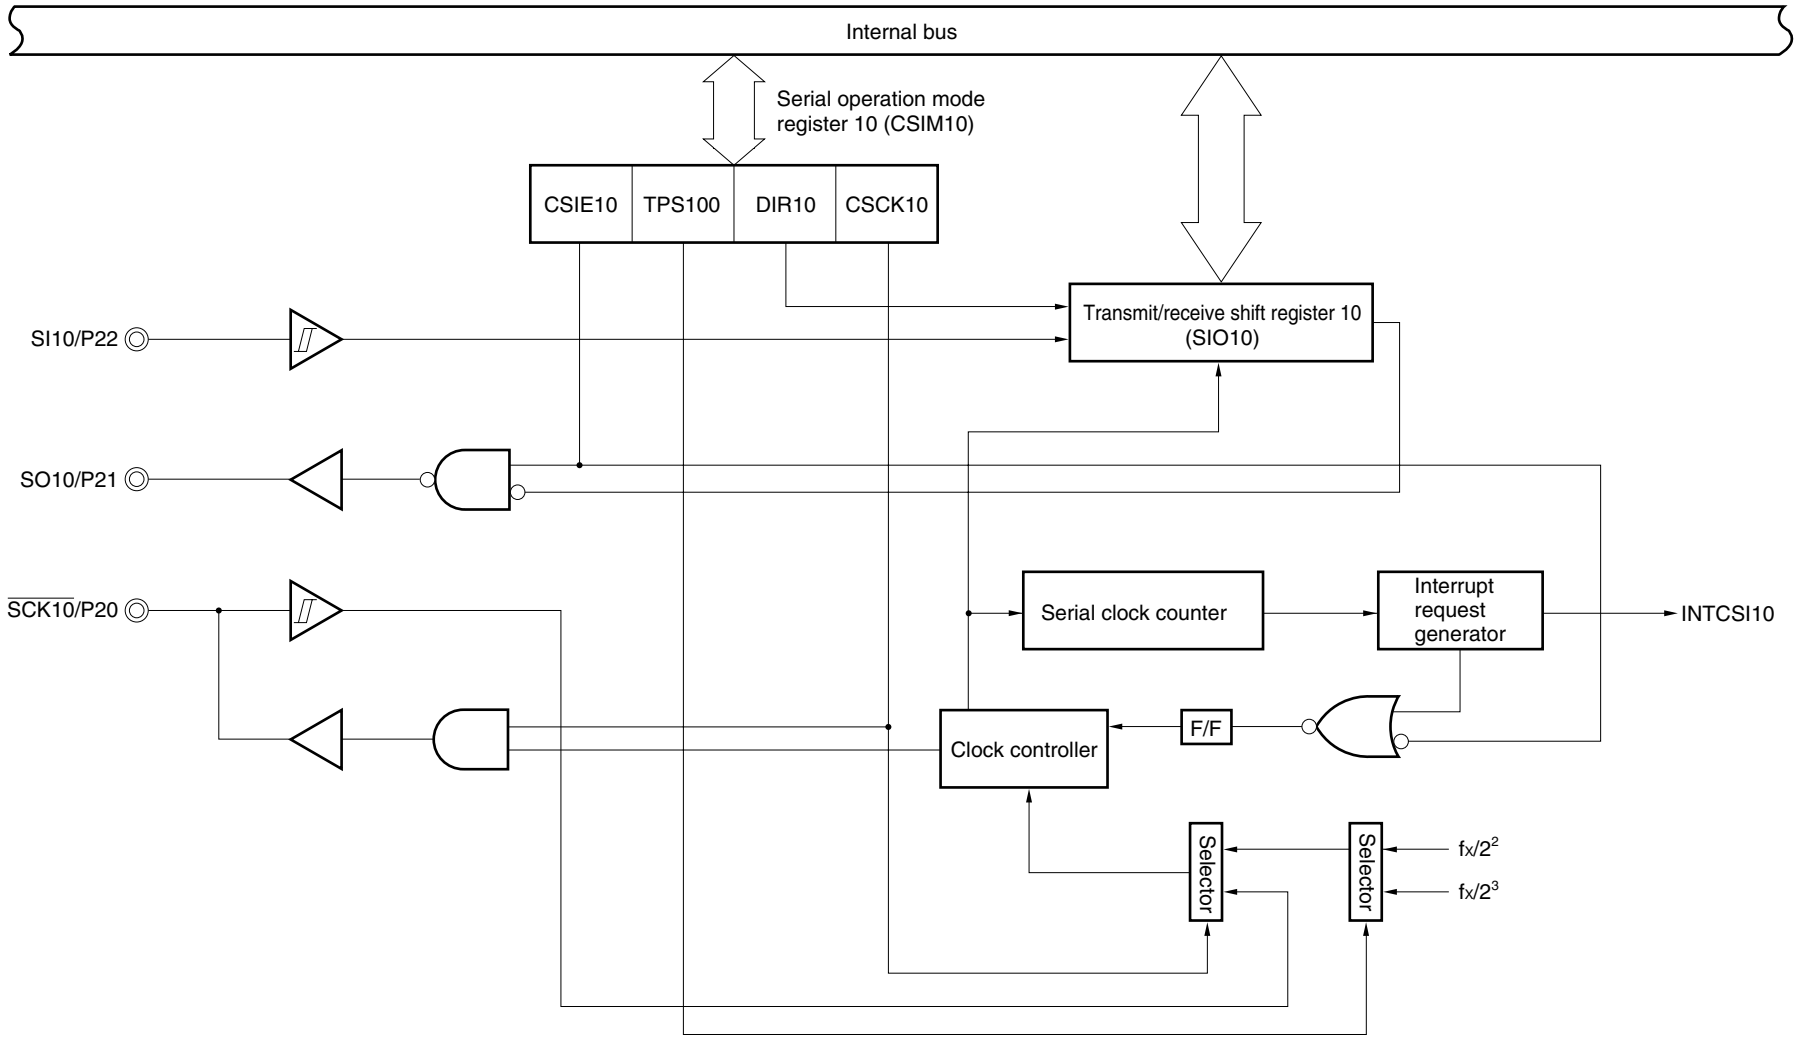 Internal bus
Serial operation mode
register 10 (CSIM10)
CSIE10 TPS100 DIR10 CSCK10
SI10/P22
Transmit/receive shift register 10
(SIO10)
SO10/P21
SCK10/P20
Serial clock counter
Interrupt
request
generator
INTCSI10
F/F
Clock controller
Selector
Selector
fx/2²
fx/2³